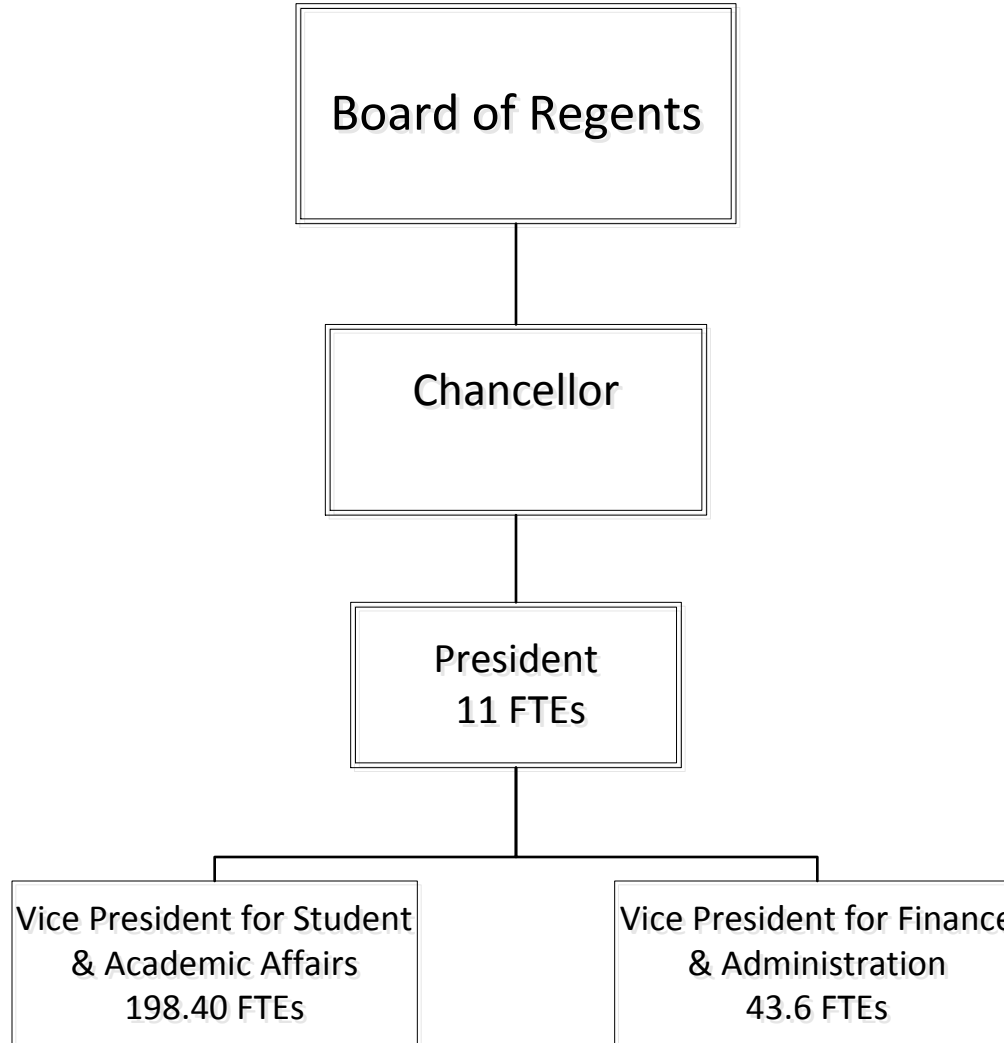 Board of Regents
Chancellor
President
11 FTEs
Vice President for Student
& Academic Affairs
198.40 FTEs
Vice President for Finance
& Administration
43.6 FTEs